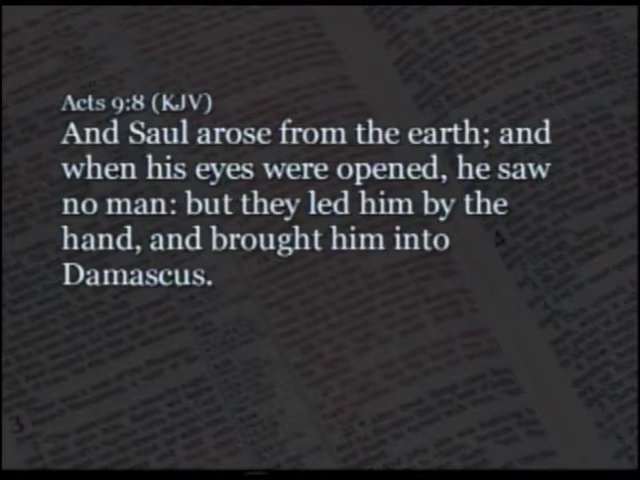 Acts 9:8 (KJV)
And Saul arose from the earth; and
when his eyes were opened, he saw
no man: but they led him by the
hand, and brought him into
Damascus.